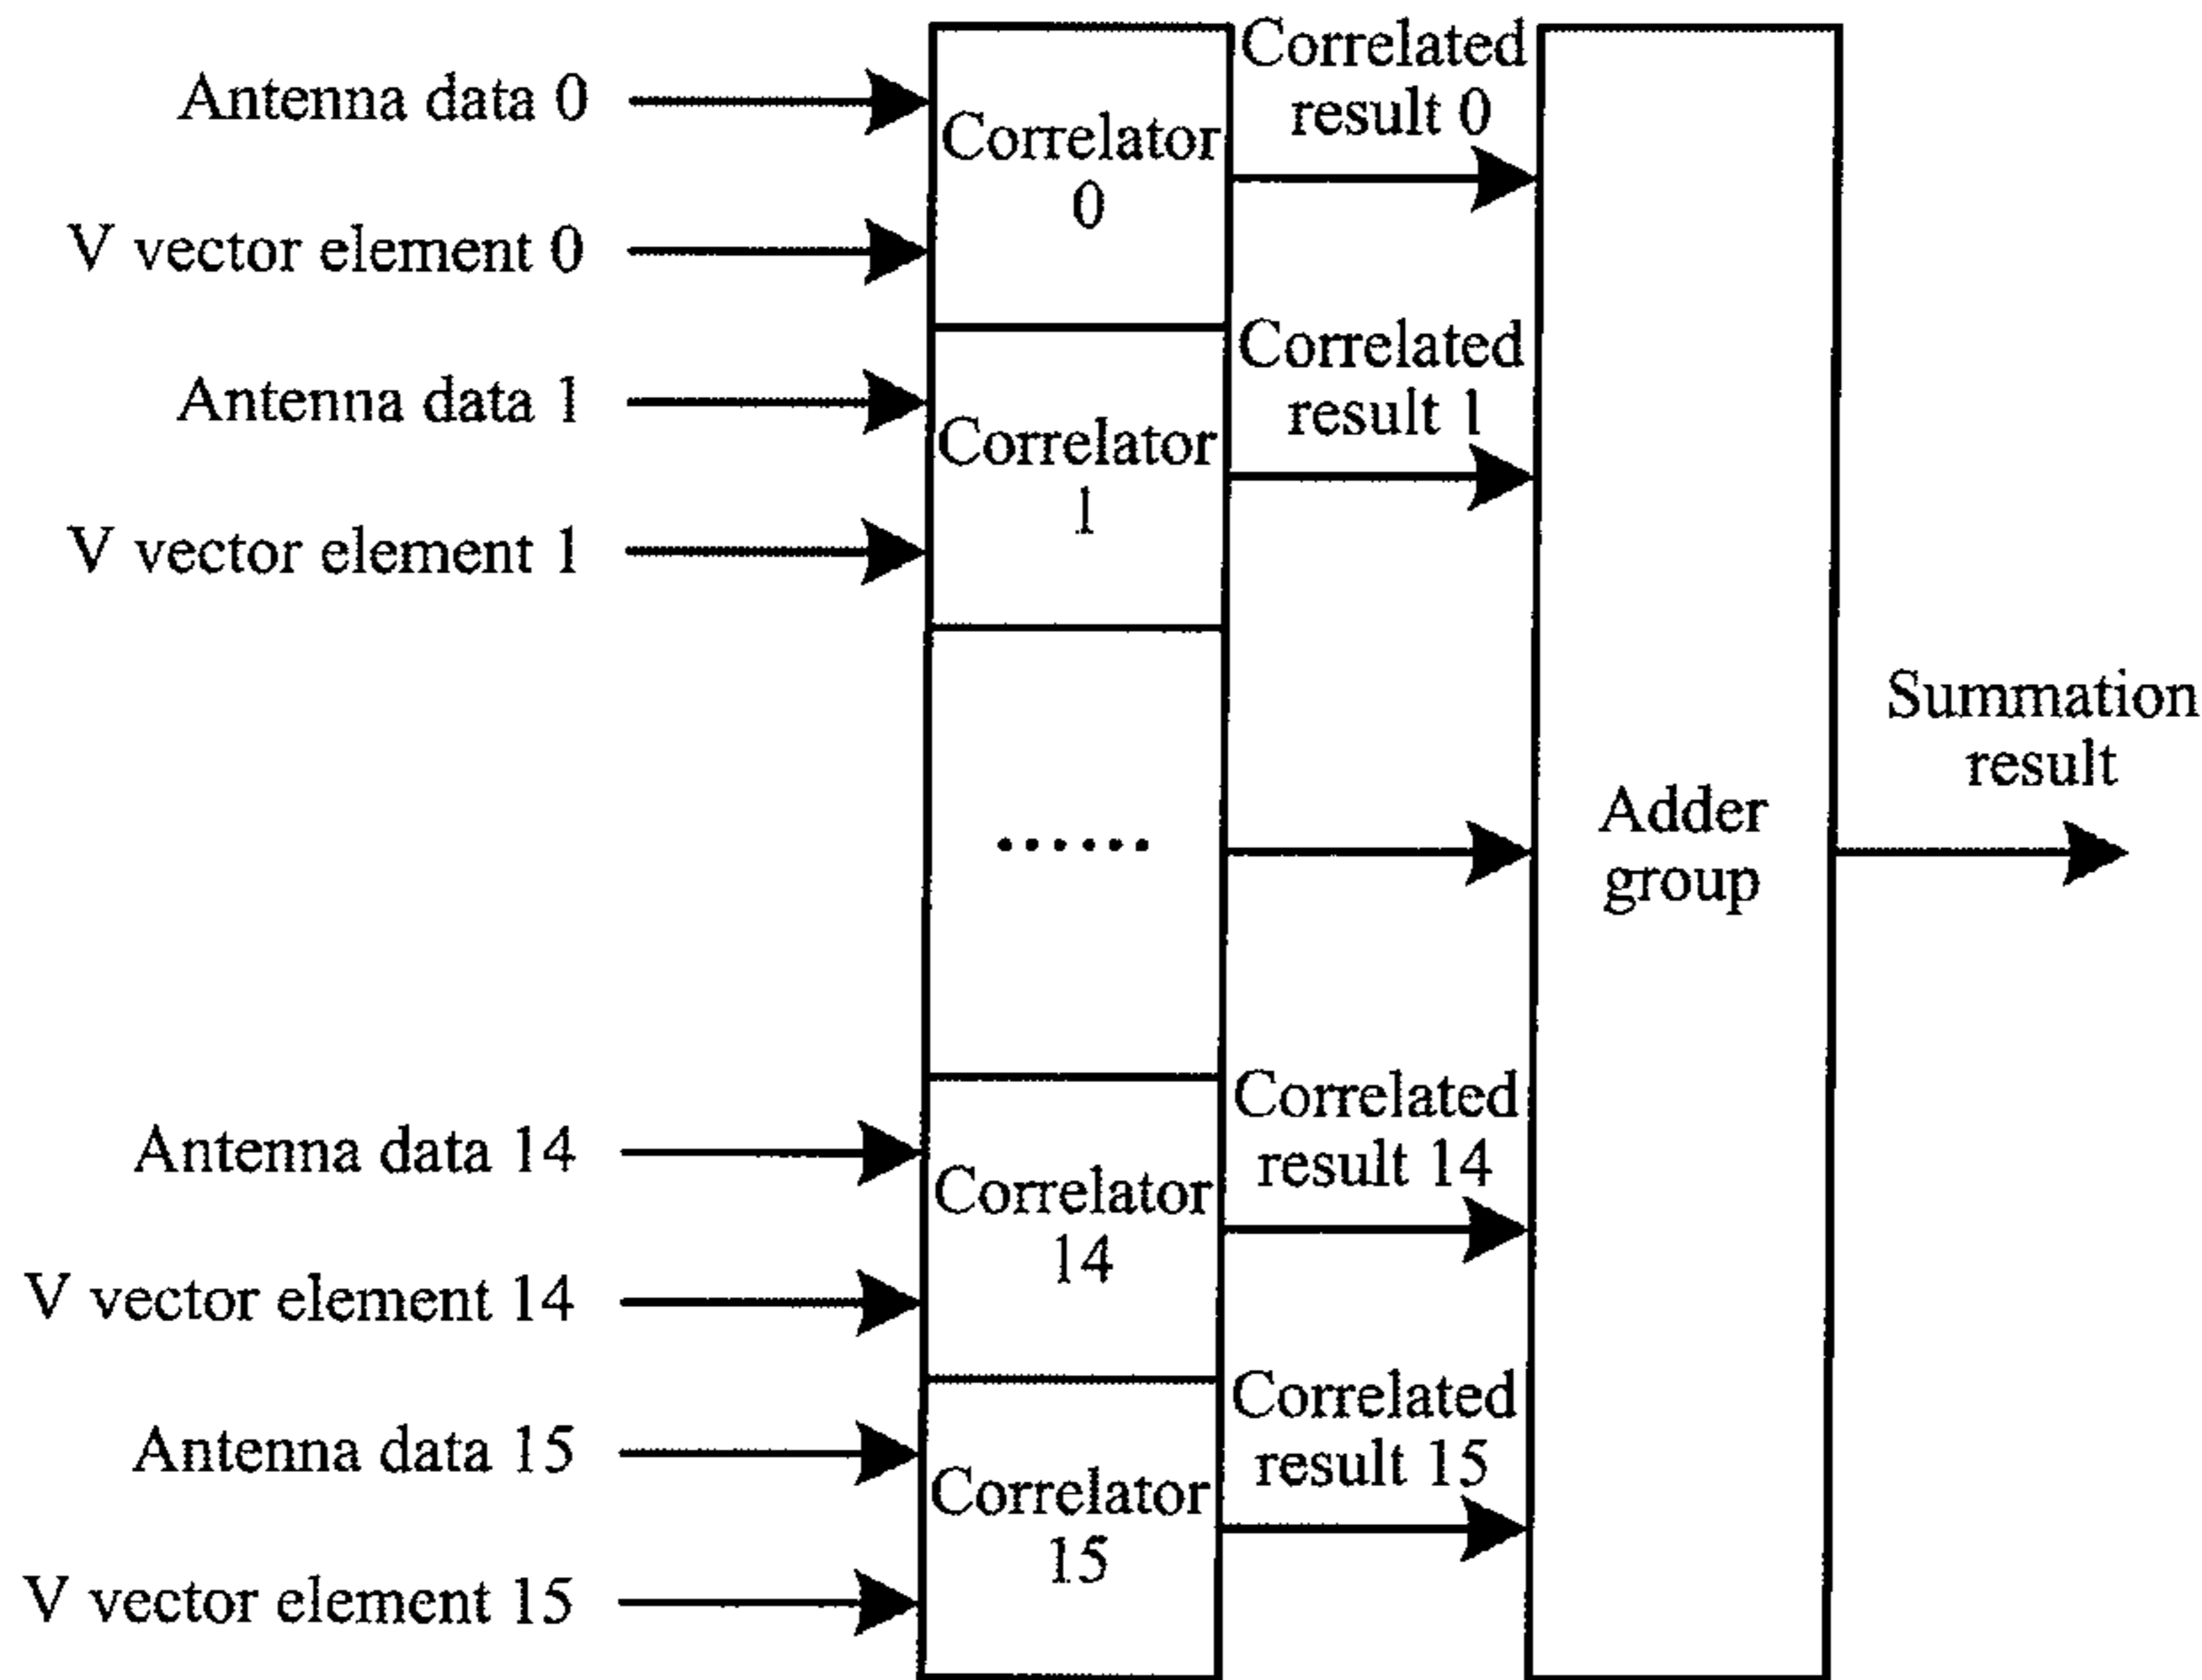 Antenna data 0
V vector element 0
Correlator
0
Correlated
result 0
Antenna data 1
V vector element 1
Correlator
1
Correlated
result 1
......
Adder
group
Summation
result
Antenna data 14
V vector element 14
Correlator
14
Correlated
result 14
Antenna data 15
V vector element 15
Correlator
15
Correlated
result 15